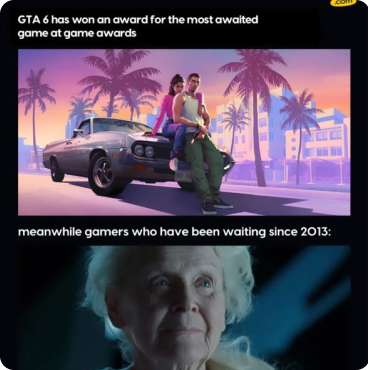 .com
GTA 6 has won an award for the most awaited
game at game awards
meanwhile gamers who have been waiting since 2013: